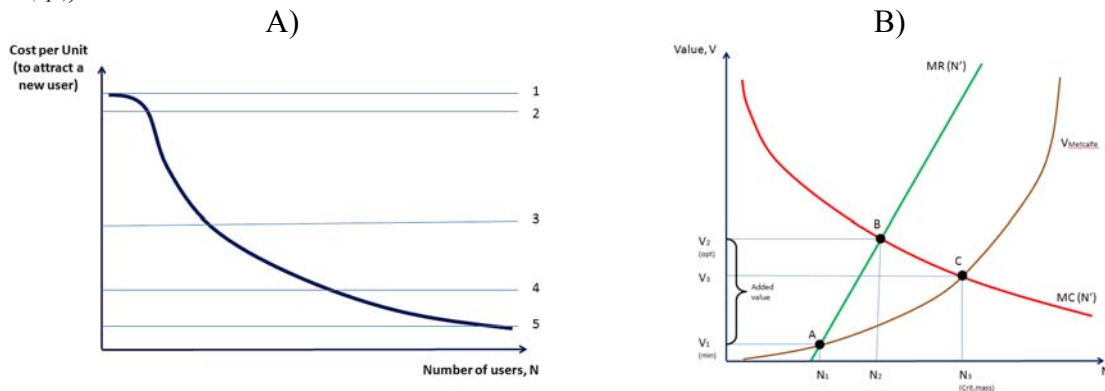 A)
B)
Cost per Unit
(to attract a
new user)
1
2
3
4
5
Number of users, N
Value, V
MR (N')
VMetcalfe
B
V2
(opt)
C
V3
Added
value
MC (N')
A
V1
(min)
N1
N2
N3
(Crit.mass)